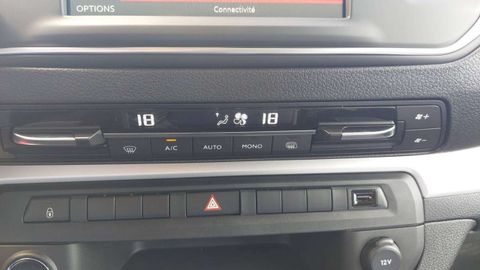 OPTIONS Connectivité
18 18
A/C AUTO MONO
12V